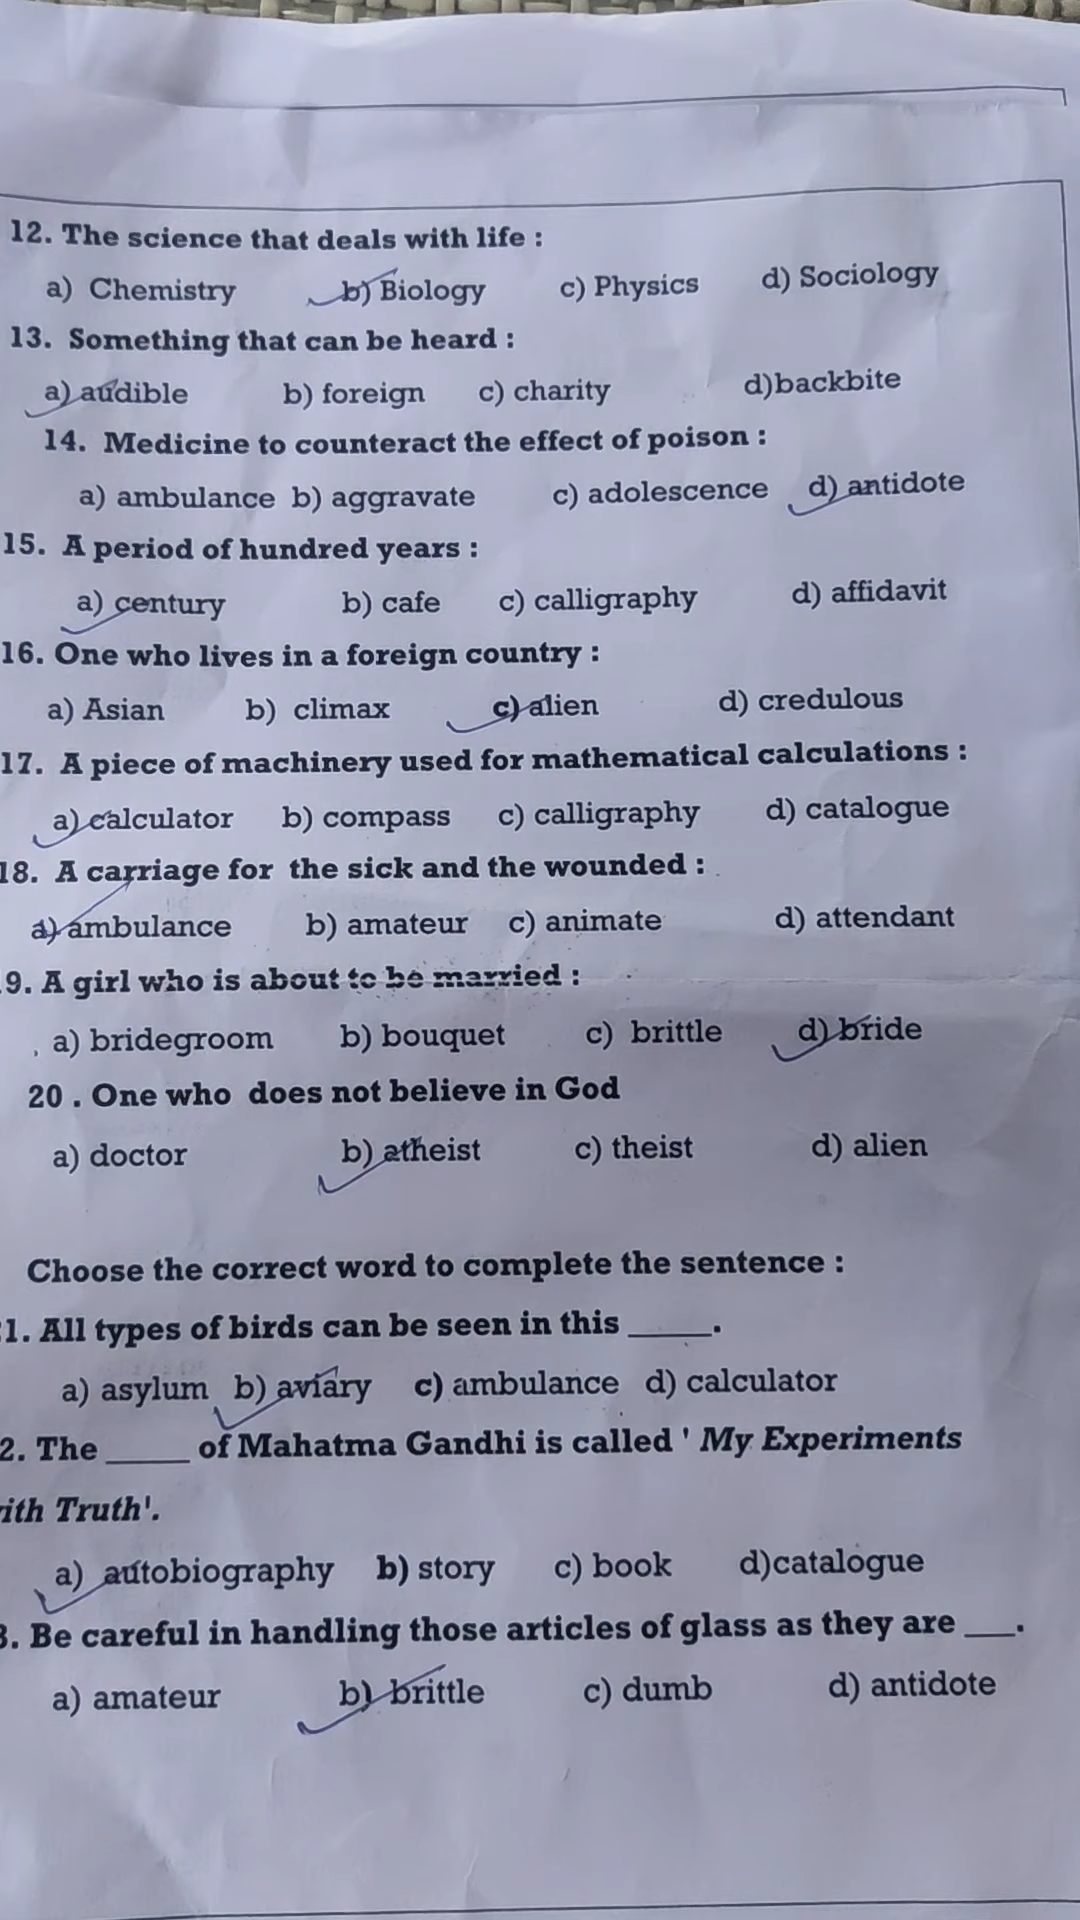 12. The science that deals with life :
a) Chemistry b) Biology c) Physics d) Sociology
13. Something that can be heard :
a) audible b) foreign c) charity d)backbite
14. Medicine to counteract the effect of poison :
a) ambulance b) aggravate c) adolescence d) antidote
15. A period of hundred years :
a) century b) cafe c) calligraphy d) affidavit
16. One who lives in a foreign country :
a) Asian b) climax c) alien d) credulous
17. A piece of machinery used for mathematical calculations :
a) calculator b) compass c) calligraphy d) catalogue
18. A carriage for the sick and the wounded :
a) ambulance b) amateur c) animate d) attendant
9. A girl who is about to be married :
a) bridegroom b) bouquet c) brittle d) bride
20 . One who does not believe in God
a) doctor b) atheist c) theist d) alien
Choose the correct word to complete the sentence :
1. All types of birds can be seen in this _____.
a) asylum b) aviary c) ambulance d) calculator
2. The _____ of Mahatma Gandhi is called ' My Experiments
ith Truth'.
a) autobiography b) story c) book d)catalogue
3. Be careful in handling those articles of glass as they are ___.
a) amateur b) brittle c) dumb d) antidote